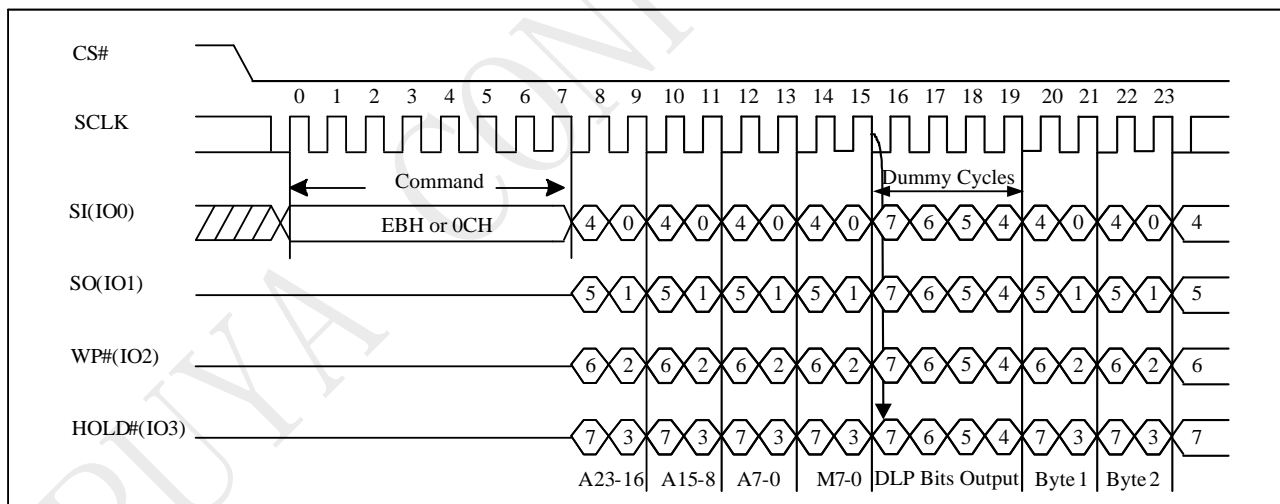 CS#
0 1 2 3 4 5 6 7 8 9 10 11 12 13 14 15 16 17 18 19 20 21 22 23
SCLK
Command
Dummy Cycles
SI(IO0)
EBH or 0CH
4 0 4 0 4 0 4 0 7 6 5 4 4 0 4 0 4
SO(IO1)
5 1 5 1 5 1 5 1 7 6 5 4 5 1 5 1 5
WP#(IO2)
6 2 6 2 6 2 6 2 7 6 5 4 6 2 6 2 6
HOLD#(IO3)
7 3 7 3 7 3 7 3 7 6 5 4 7 3 7 3 7
A23-16 A15-8 A7-0 M7-0 DLP Bits Output Byte 1 Byte 2
PUYA CON